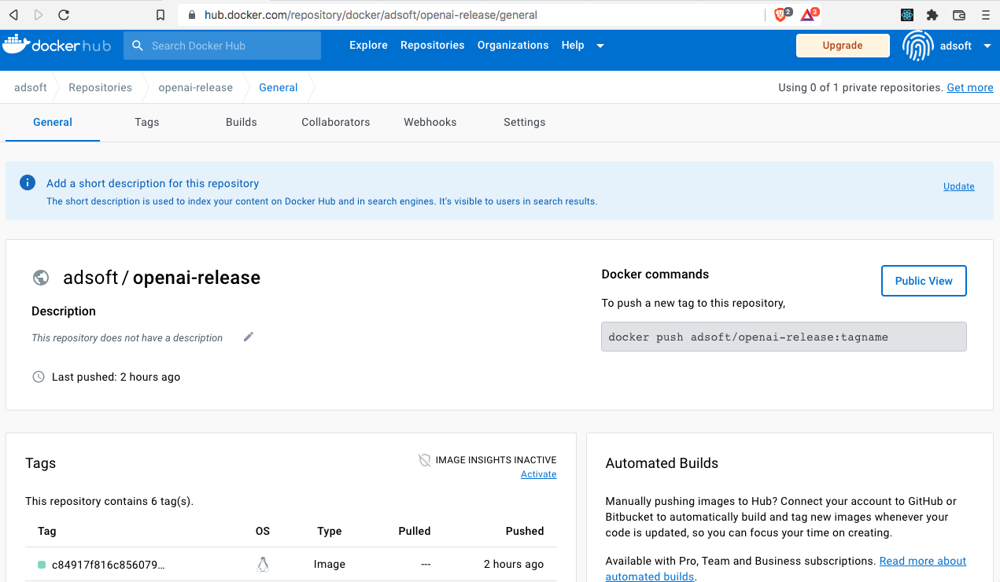 hub.docker.com/repository/docker/adsoft/openai-release/general
2
3
docker hub
Search Docker Hub
Explore
Repositories
Organizations
Help
Upgrade
adsoft
adsoft
Repositories
openai-release
General
Using 0 of 1 private repositories. Get more
General
Tags
Builds
Collaborators
Webhooks
Settings
Add a short description for this repository
The short description is used to index your content on Docker Hub and in search engines. It's visible to users in search results.
Update
adsoft / openai-release
Description
This repository does not have a description
Last pushed: 2 hours ago
Docker commands
To push a new tag to this repository,
docker push adsoft/openai-release:tagname
Public View
Tags
IMAGE INSIGHTS INACTIVE
Activate
This repository contains 6 tag(s).
Tag OS Type Pulled Pushed
c84917f816c856079... Image --- 2 hours ago
Automated Builds
Manually pushing images to Hub? Connect your account to GitHub or
Bitbucket to automatically build and tag new images whenever your
code is updated, so you can focus your time on creating.
Available with Pro, Team and Business subscriptions. Read more about
automated builds.